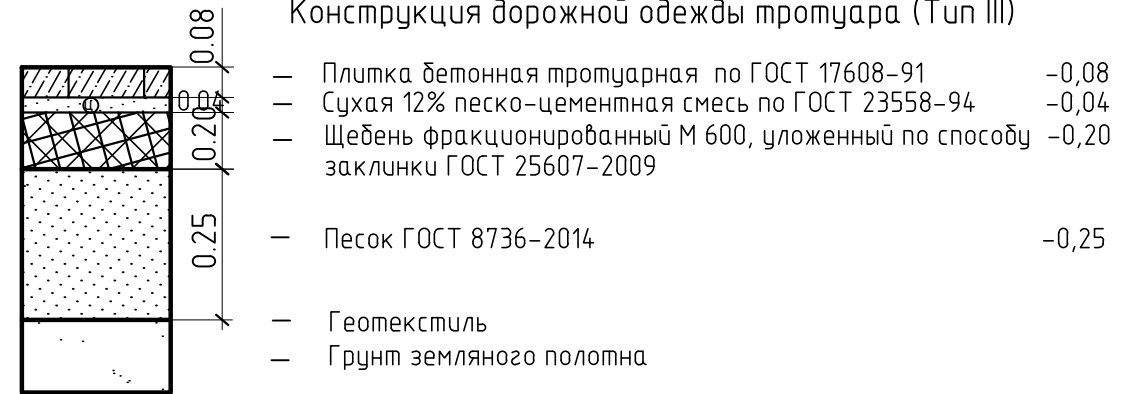 Конструкция дорожной одежды тротуара (Тип III)
0.08
— Плитка бетонная тротуарная по ГОСТ 17608-91 -0,08
0.04
— Сухая 12% песко-цементная смесь по ГОСТ 23558-94 -0,04
0.20
— Щебень фракционированный М 600, уложенный по способу -0,20
заклинки ГОСТ 25607-2009
0.25
— Песок ГОСТ 8736-2014 -0,25
— Геотекстиль
— Грунт земляного полотна